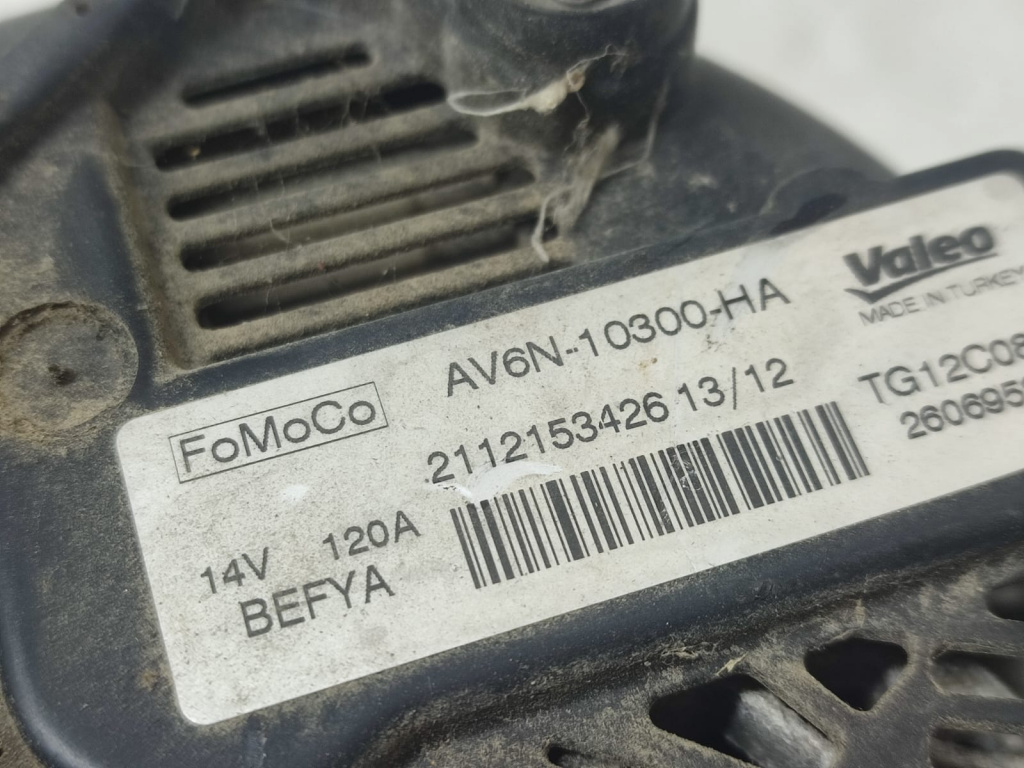 FoMoCo
AV6N-10300-HA
2112153426 13/12
14V 120A
BEFYA
Valeo
MADE IN TURKEY
TG12C08